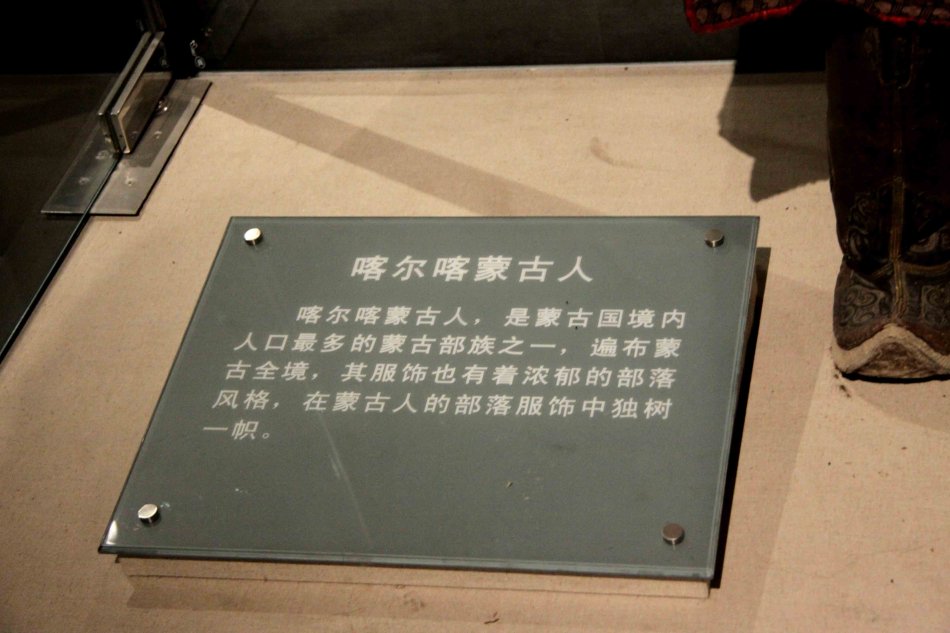 喀尔喀蒙古人
喀尔喀蒙古人，是蒙古国境内
人口最多的蒙古部族之一，遍布蒙
古全境，其服饰也有着浓郁的部落
风格，在蒙古人的部落服饰中独树
一帜。